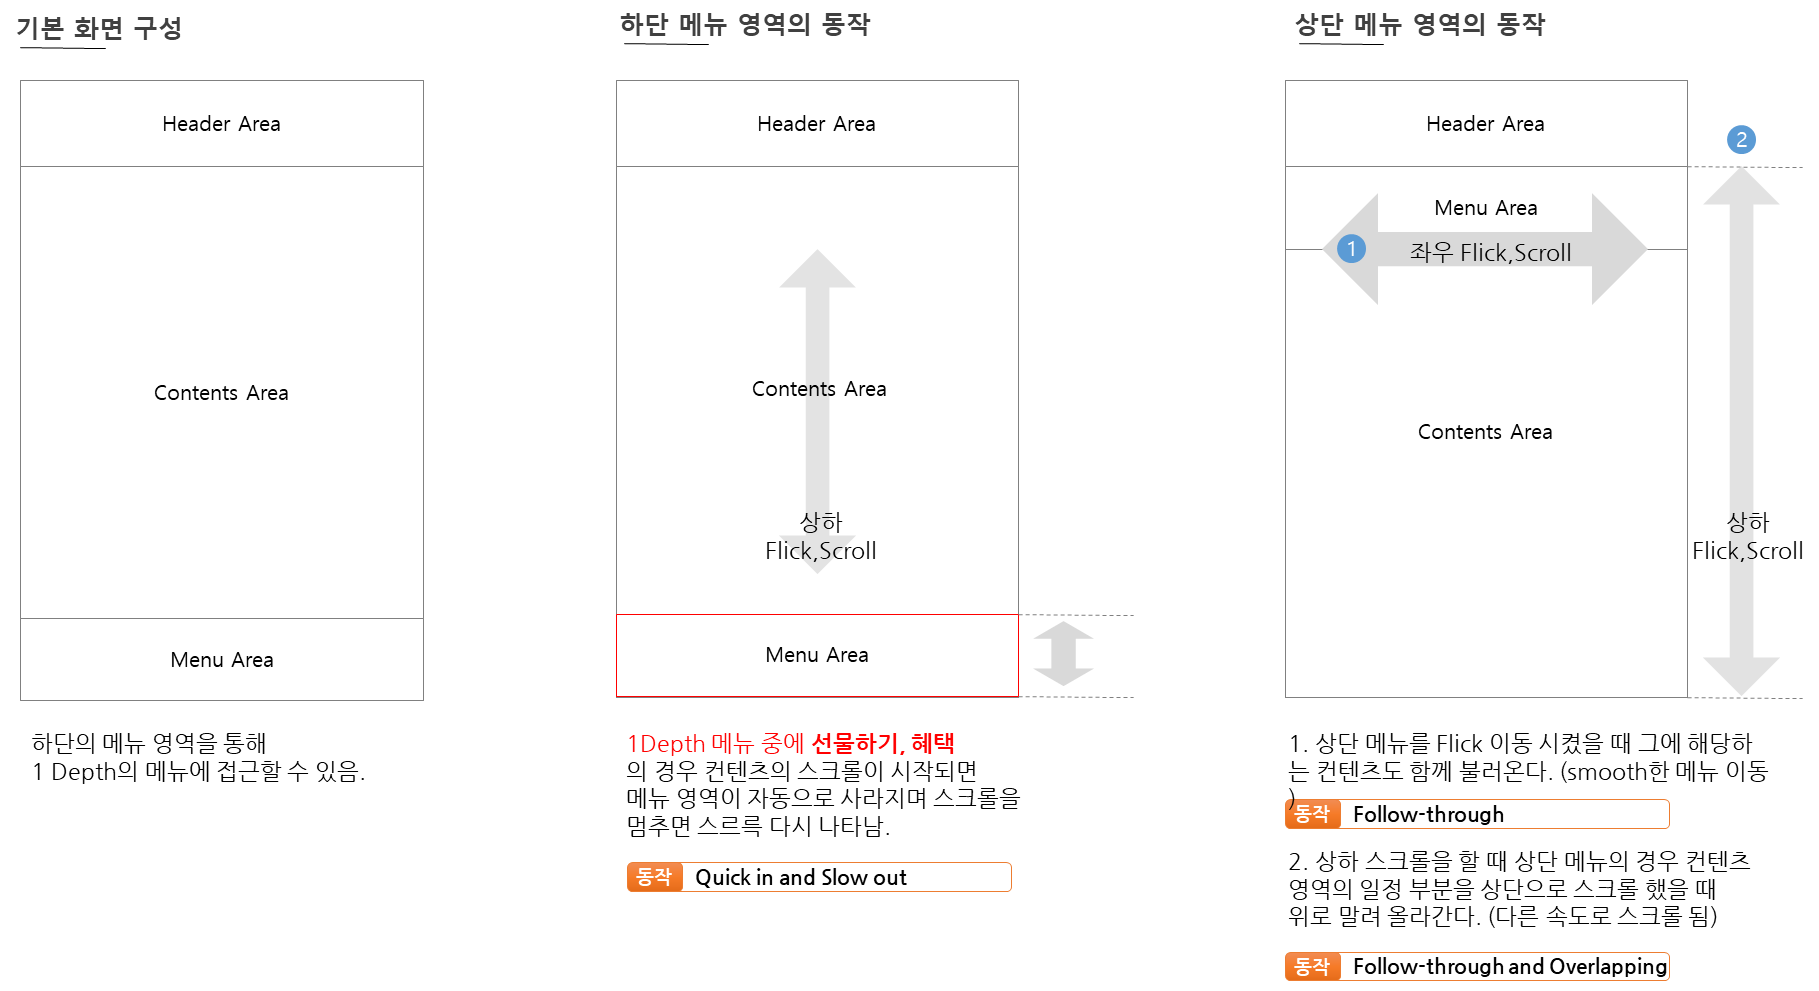 기본 화면 구성
Header Area
Contents Area
Menu Area
하단의 메뉴 영역을 통해
1 Depth의 메뉴에 접근할 수 있음.
하단 메뉴 영역의 동작
Header Area
Contents Area
상하
Flick,Scroll
Menu Area
1Depth 메뉴 중에 선물하기, 혜택
의 경우 컨텐츠의 스크롤이 시작되면
메뉴 영역이 자동으로 사라지며 스크롤을
멈추면 스르륵 다시 나타남.
동작 Quick in and Slow out
상단 메뉴 영역의 동작
Header Area
2
Menu Area
1 좌우 Flick,Scroll
Contents Area
상하
Flick,Scroll
1. 상단 메뉴를 Flick 이동 시켰을 때 그에 해당하
는 컨텐츠도 함께 불러온다. (smooth한 메뉴 이동
)
동작 Follow-through
2. 상하 스크롤을 할 때 상단 메뉴의 경우 컨텐츠
영역의 일정 부분을 상단으로 스크롤 했을 때
위로 말려 올라간다. (다른 속도로 스크롤 됨)
동작 Follow-through and Overlapping